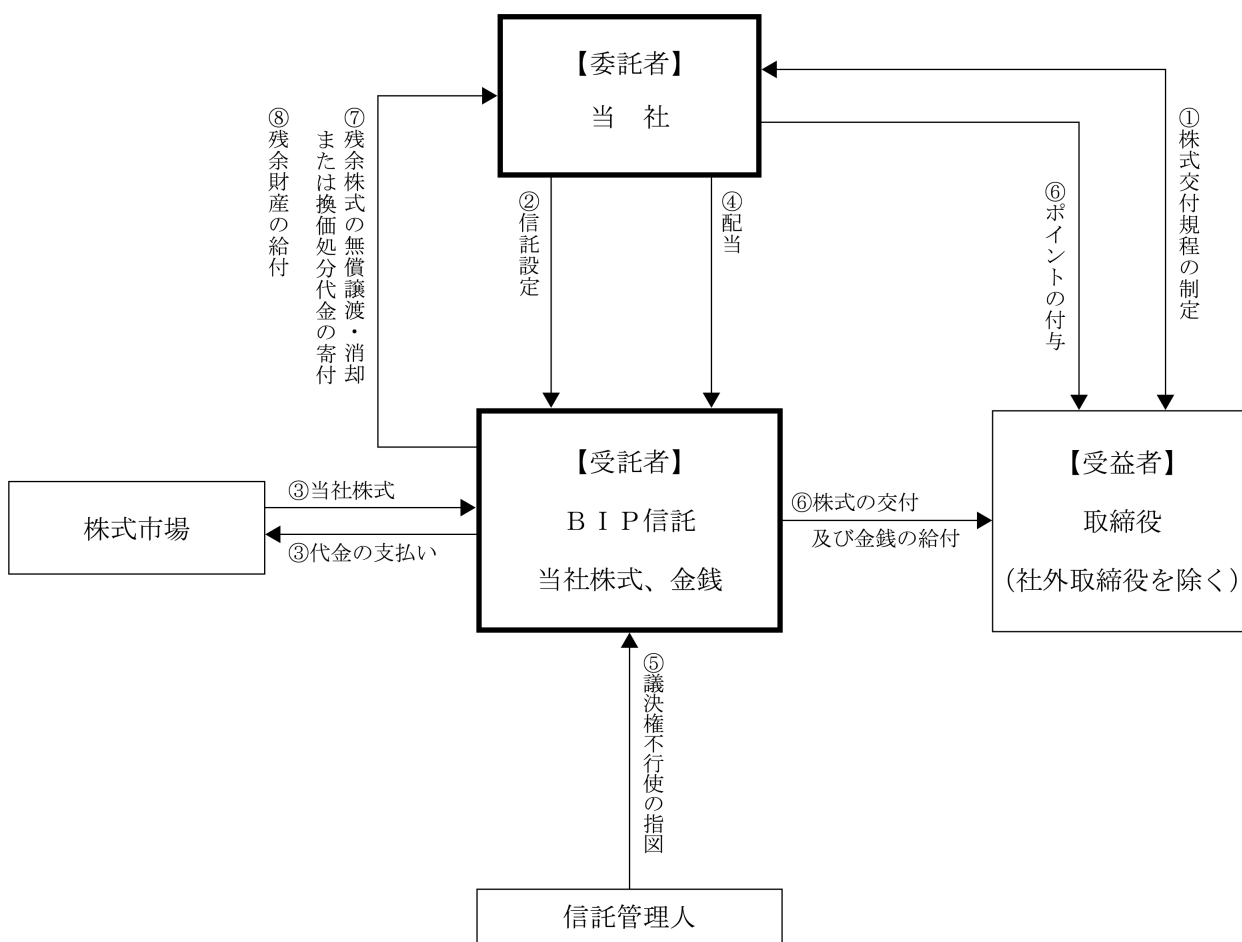 【委託者】
当　社
⑧残余財産の給付
⑦残余株式の無償譲渡・消却
または換価処分代金の寄付
②信託設定
④配当
⑥ポイントの付与
①株式交付規程の制定
株式市場
③当社株式
③代金の支払い
【受託者】
ＢＩＰ信託
当社株式、金銭
⑥株式の交付
及び金銭の給付
【受益者】
取締役
（社外取締役を除く）
⑤議決権不行使の指図
信託管理人